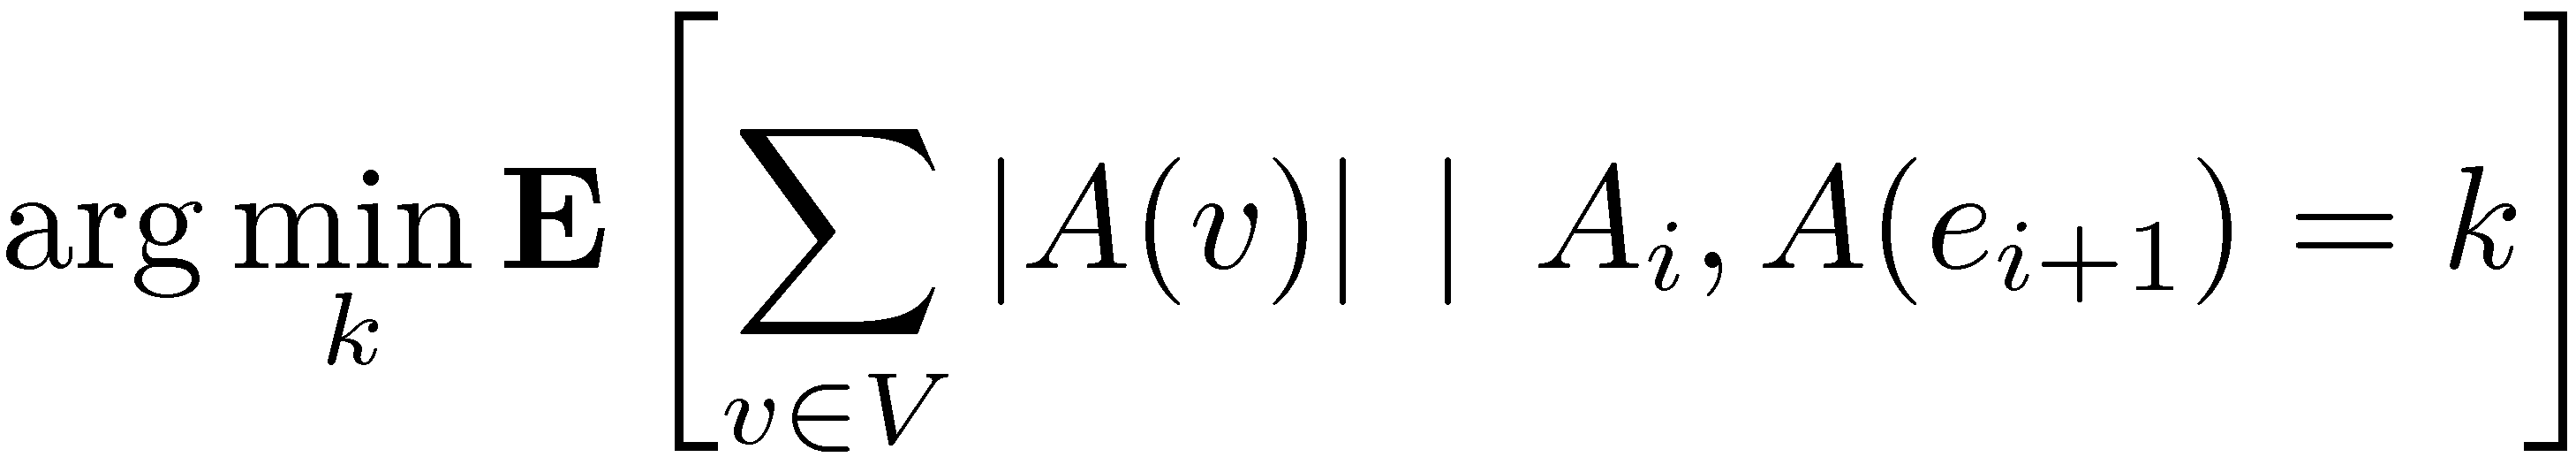 arg min_k E [ ∑_{v∈V} |A(v)| | A_i, A(e_{i+1}) = k ]